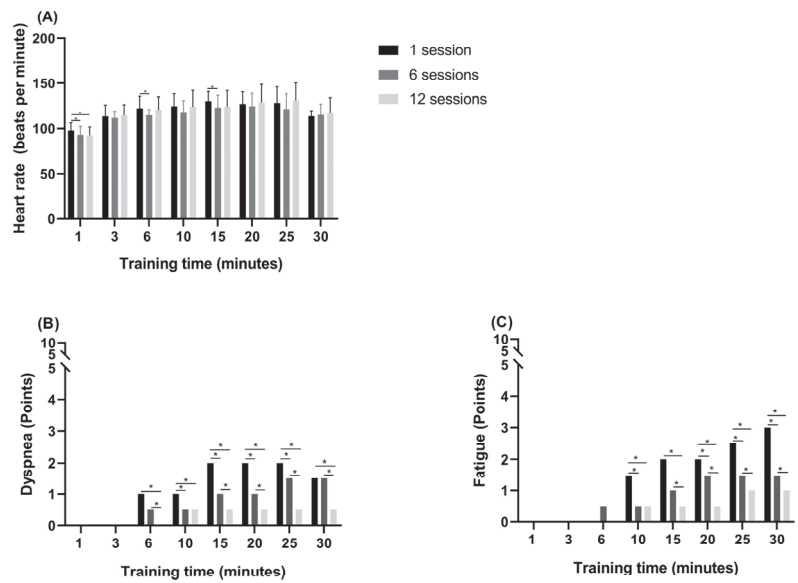 (A)
200
150
100
50
0
Heart rate (beats per minute)
1 3 6 10 15 20 25 30
Training time (minutes)
1 session
6 sessions
12 sessions
(B)
10
5
5
4
3
2
1
0
Dyspnea (Points)
* * * * * * * * * * * * * * * *
1 3 6 10 15 20 25 30
Training time (minutes)
(C)
10
5
4
3
2
1
0
Fatigue (Points)
* * * * * * * * * * * * *
1 3 6 10 15 20 25 30
Training time (minutes)